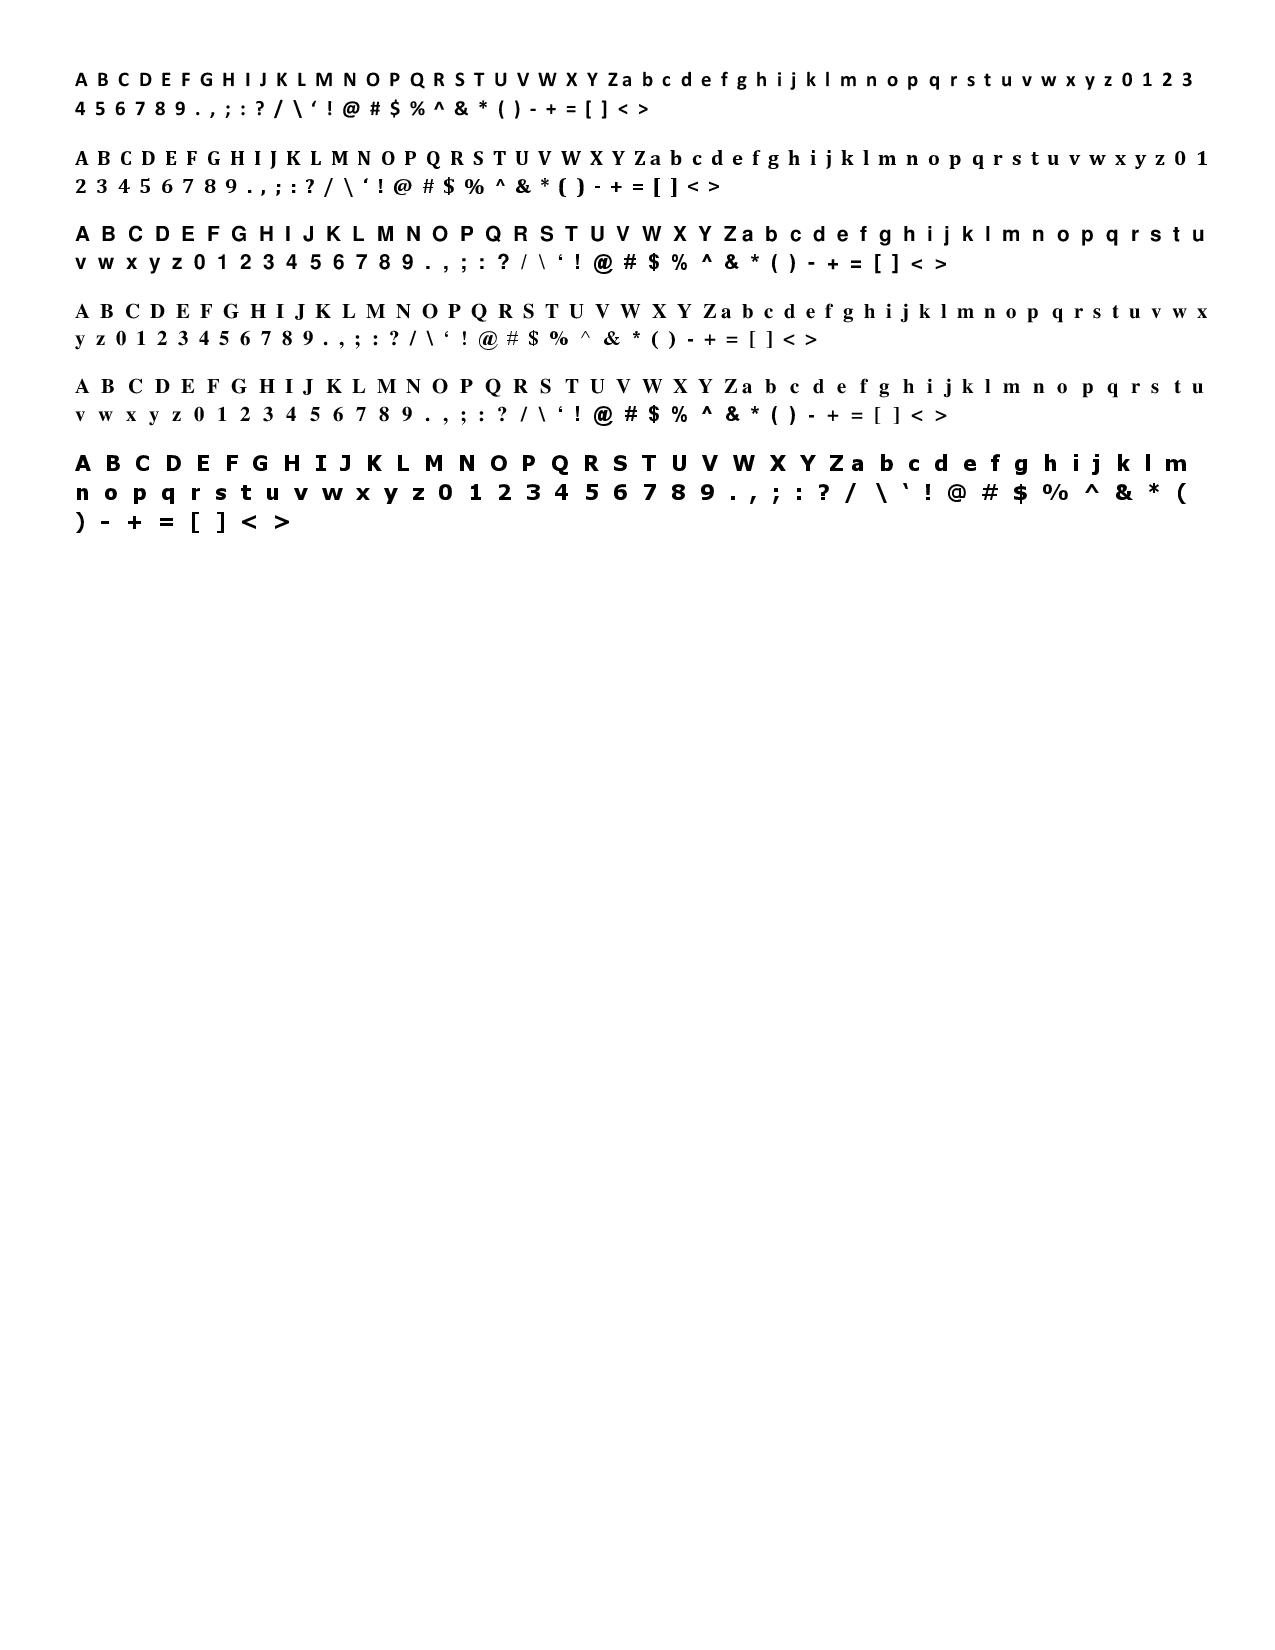 A B C D E F G H I J K L M N O P Q R S T U V W X Y Z a b c d e f g h i j k l m n o p q r s t u v w x y z 0 1 2 3
4 5 6 7 8 9 . , ; : ? / \ ‘ ! @ # $ % ^ & * ( ) - + = [ ] < >
A B C D E F G H I J K L M N O P Q R S T U V W X Y Z a b c d e f g h i j k l m n o p q r s t u v w x y z 0 1
2 3 4 5 6 7 8 9 . , ; : ? / \ ‘ ! @ # $ % ^ & * ( ) - + = [ ] < >
A B C D E F G H I J K L M N O P Q R S T U V W X Y Z a b c d e f g h i j k l m n o p q r s t u
v w x y z 0 1 2 3 4 5 6 7 8 9 . , ; : ? / \ ‘ ! @ # $ % ^ & * ( ) - + = [ ] < >
A B C D E F G H I J K L M N O P Q R S T U V W X Y Z a b c d e f g h i j k l m n o p q r s t u v w x
y z 0 1 2 3 4 5 6 7 8 9 . , ; : ? / \ ‘ ! @ # $ % ^ & * ( ) - + = [ ] < >
A B C D E F G H I J K L M N O P Q R S T U V W X Y Z a b c d e f g h i j k l m n o p q r s t u
v w x y z 0 1 2 3 4 5 6 7 8 9 . , ; : ? / \ ‘ ! @ # $ % ^ & * ( ) - + = [ ] < >
A B C D E F G H I J K L M N O P Q R S T U V W X Y Z a b c d e f g h i j k l m
n o p q r s t u v w x y z 0 1 2 3 4 5 6 7 8 9 . , ; : ? / \ ‘ ! @ # $ % ^ & * (
) - + = [ ] < >